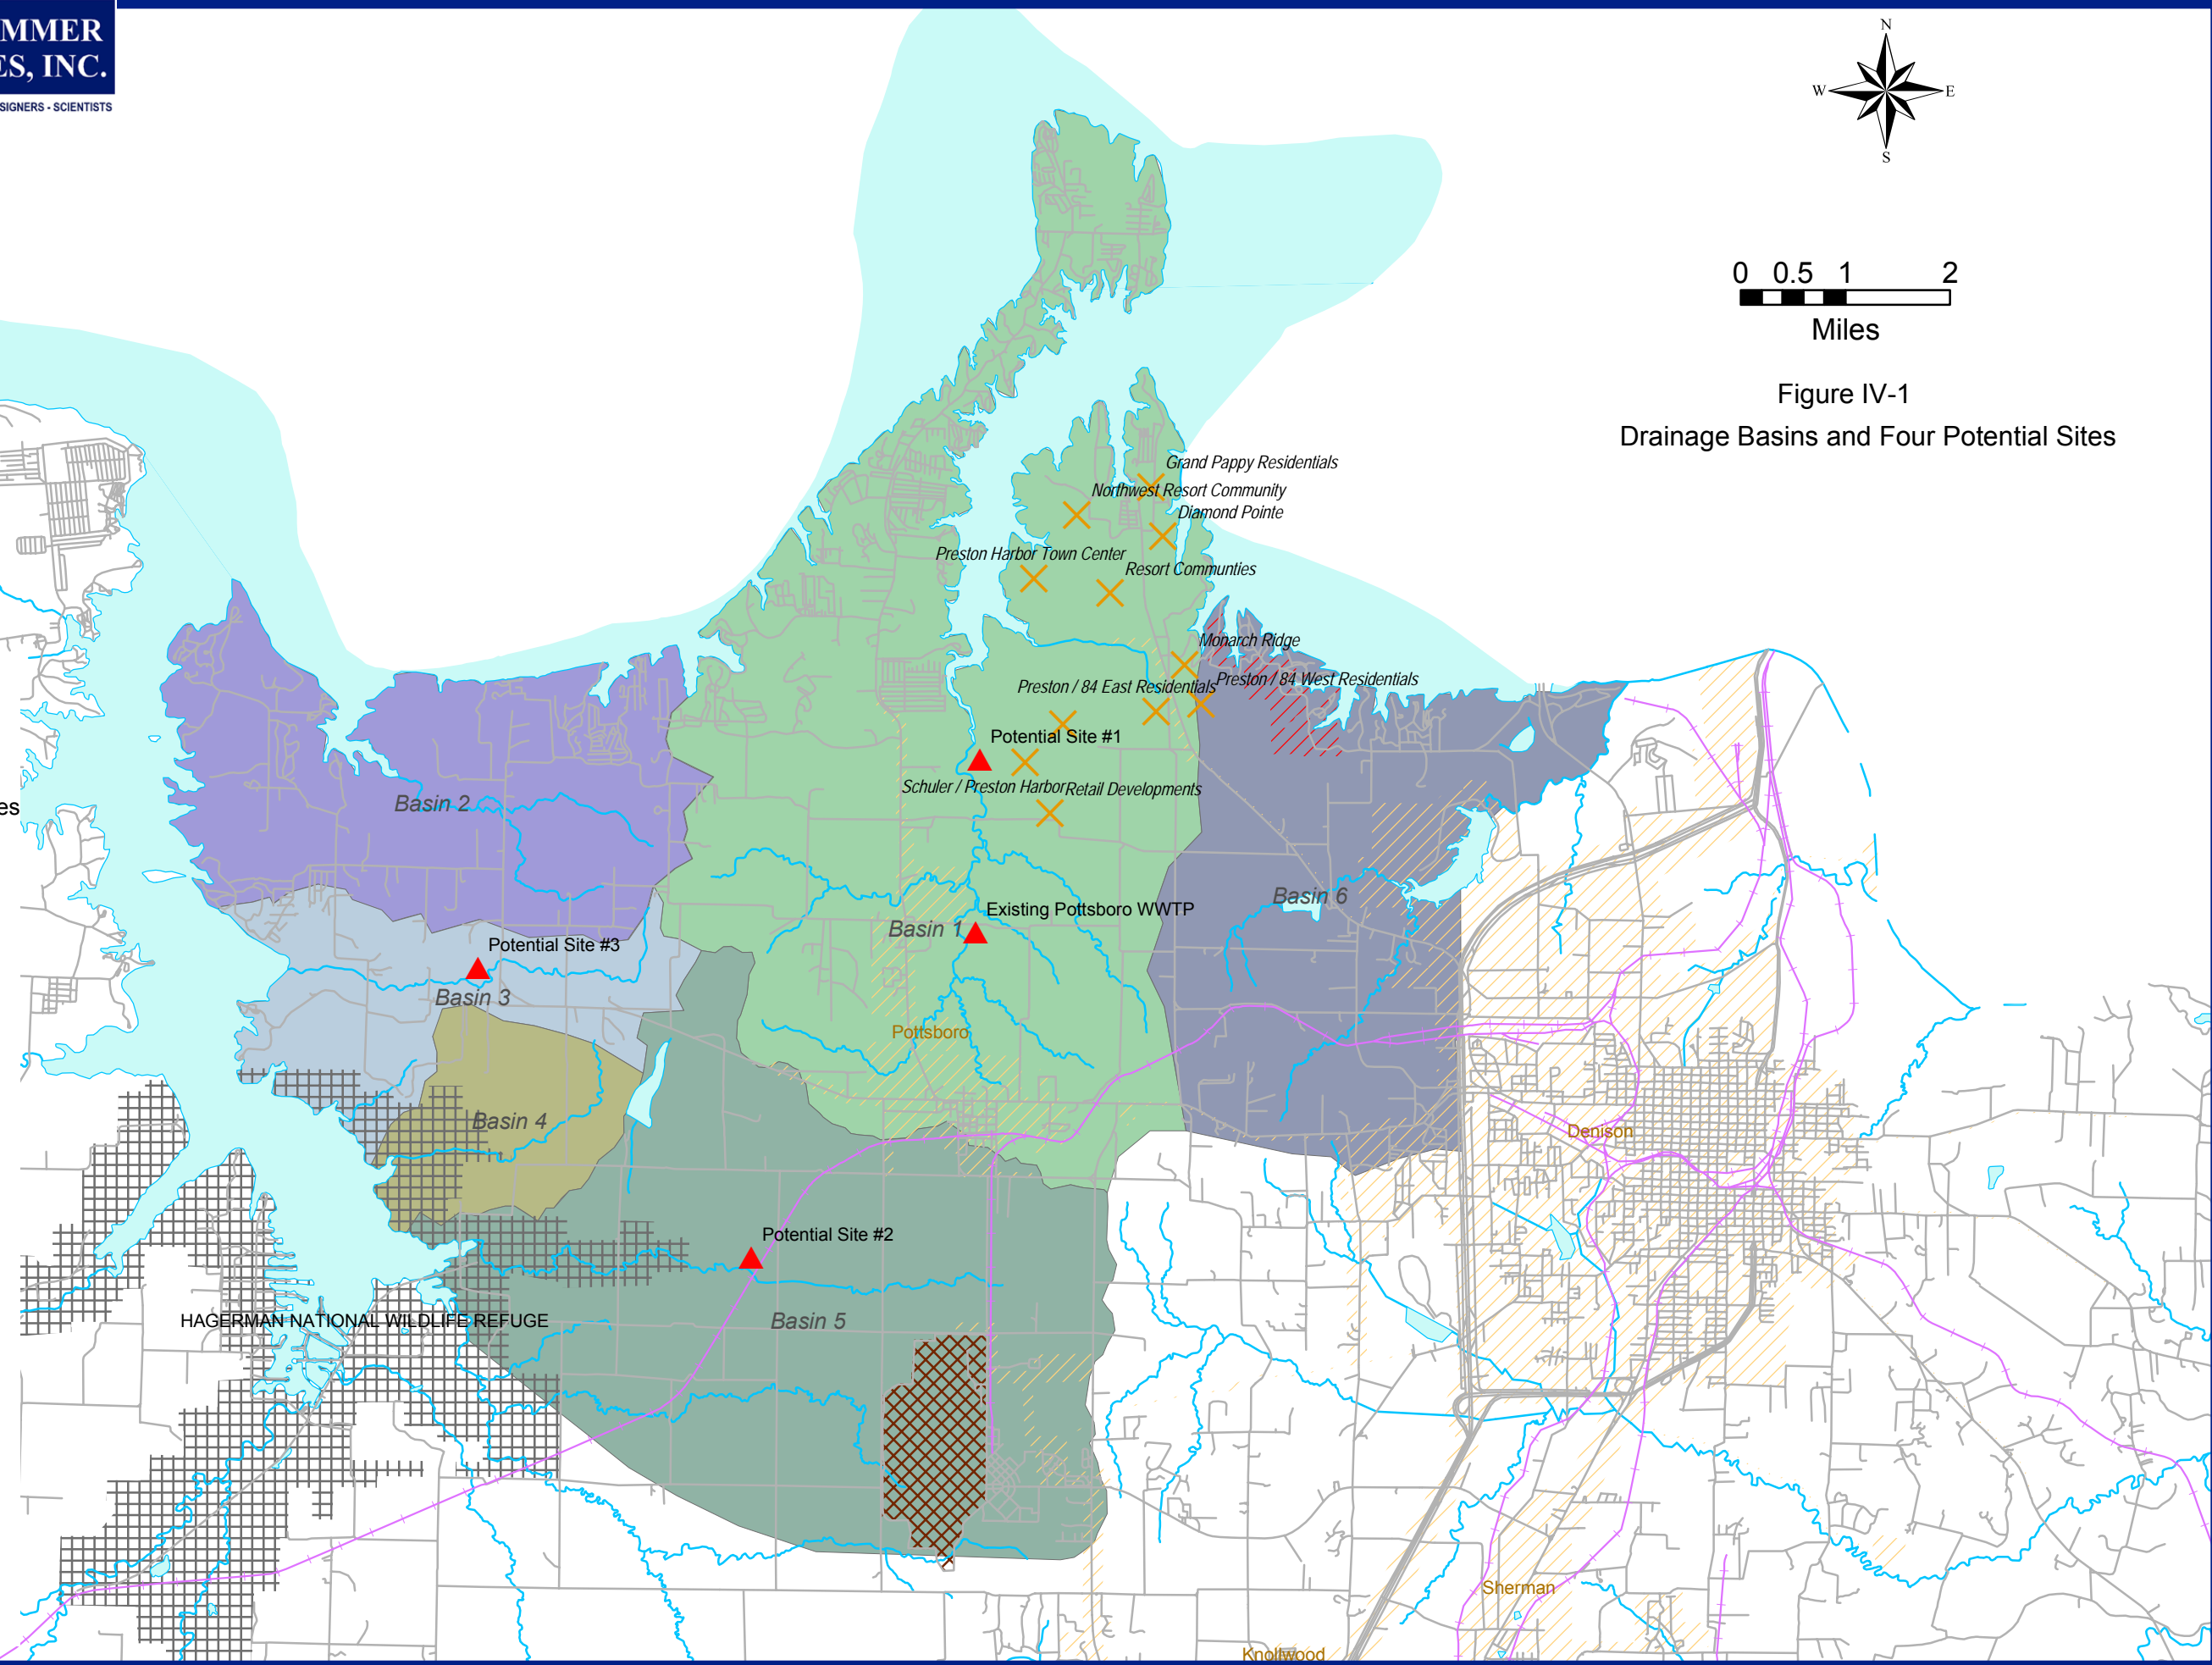 MMER
ES, INC.
SIGNERS - SCIENTISTS
N
W E
S
0 0.5 1 2
Miles
Figure IV-1
Drainage Basins and Four Potential Sites
Grand Pappy Residentials
Northwest Resort Community
Diamond Pointe
Preston Harbor Town Center
Resort Communties
Monarch Ridge
Preston / 84 West Residentials
Preston / 84 East Residentials
Potential Site #1
Schuler / Preston Harbor
Retail Developments
Basin 2
es
Basin 6
Existing Pottsboro WWTP
Basin 1
Potential Site #3
Basin 3
Pottsboro
Basin 4
Denison
Potential Site #2
Basin 5
HAGERMAN NATIONAL WILDLIFE REFUGE
Sherman
Knollwood